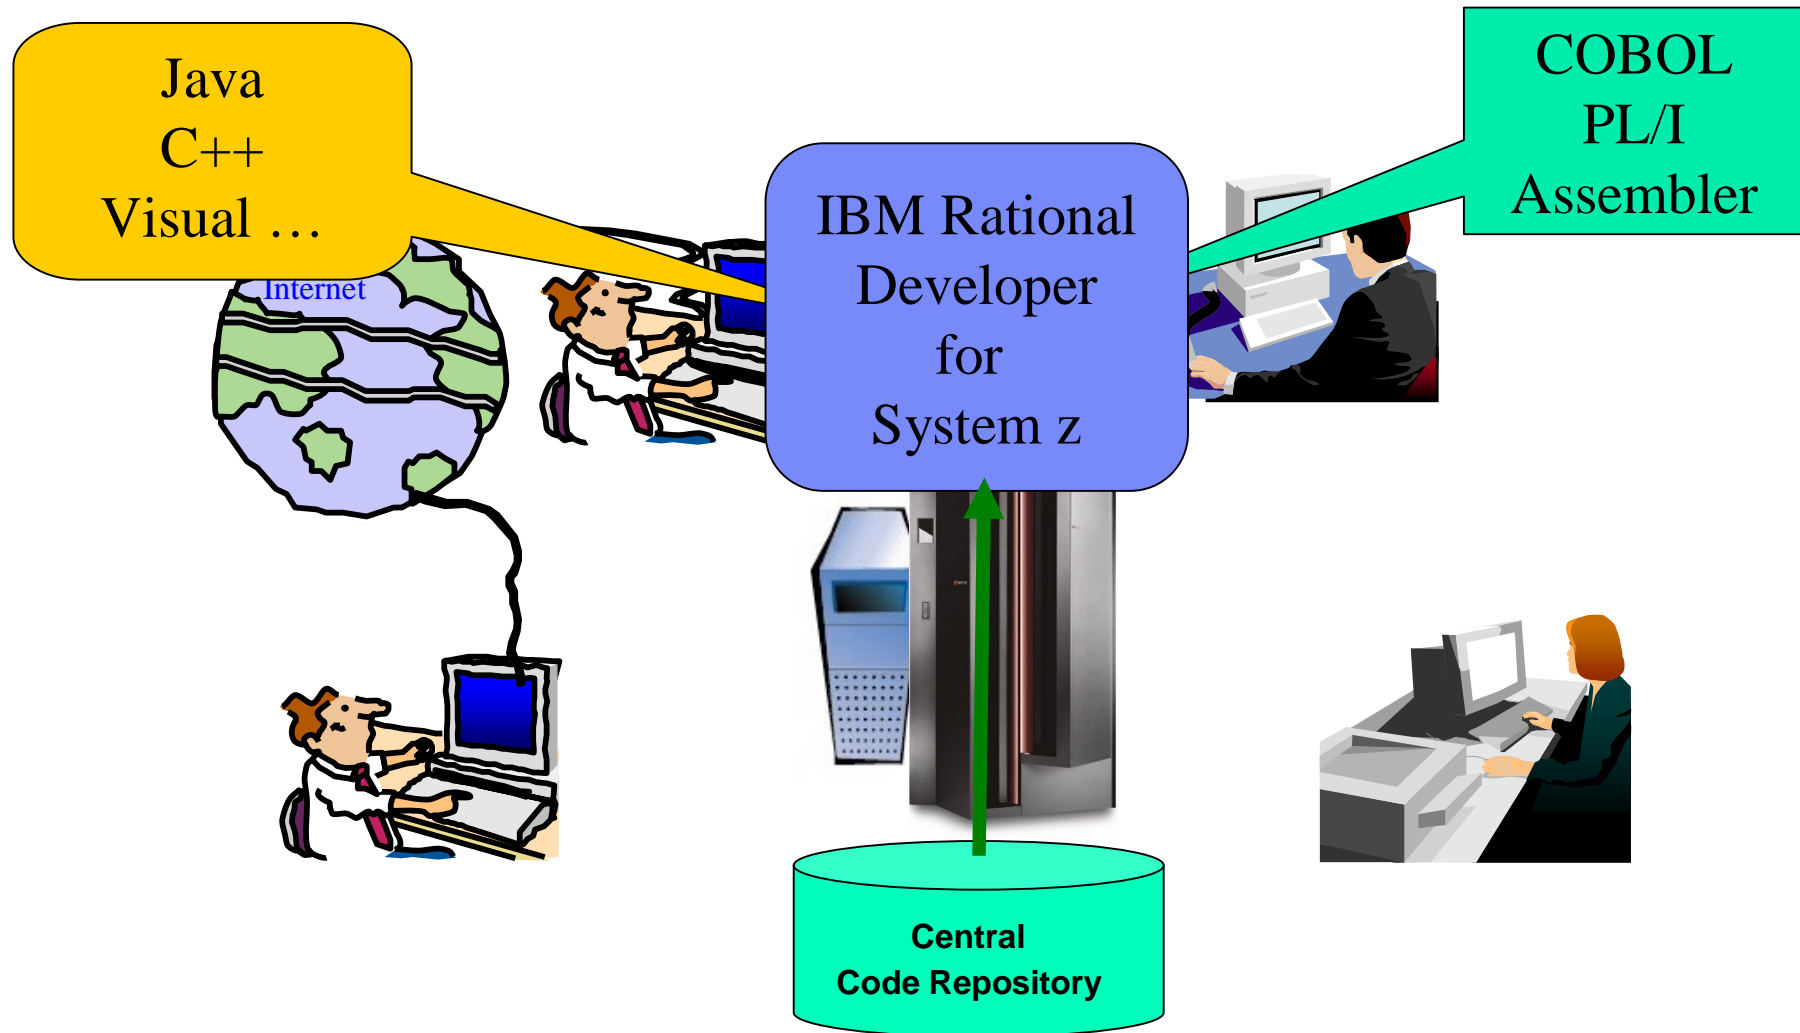 Java
C++
Visual …
Internet
IBM Rational
Developer
for
System z
COBOL
PL/I
Assembler
Central
Code Repository